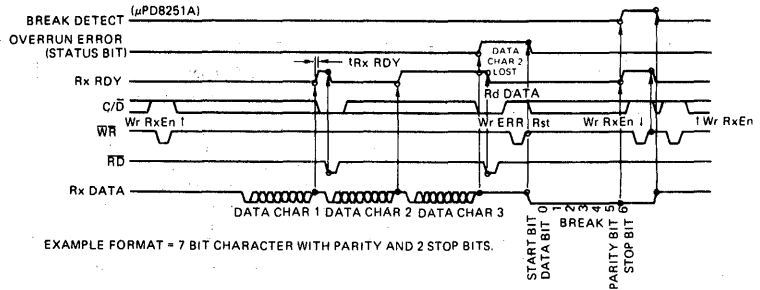 (μPD8251A)
BREAK DETECT
OVERRUN ERROR
(STATUS BIT)
DATA
CHAR 2
LOST
tRx RDY
Rx RDY
Rd DATA
C/D̅
Wr RxEn ↑
Wr ERR Rst
Wr RxEn ↓
↑ Wr RxEn
W̅R̅
R̅D̅
Rx DATA
DATA CHAR 1 DATA CHAR 2 DATA CHAR 3
BREAK
START BIT
DATA BIT
0 1 2 3 4 5 6
PARITY BIT
STOP BIT
EXAMPLE FORMAT = 7 BIT CHARACTER WITH PARITY AND 2 STOP BITS.